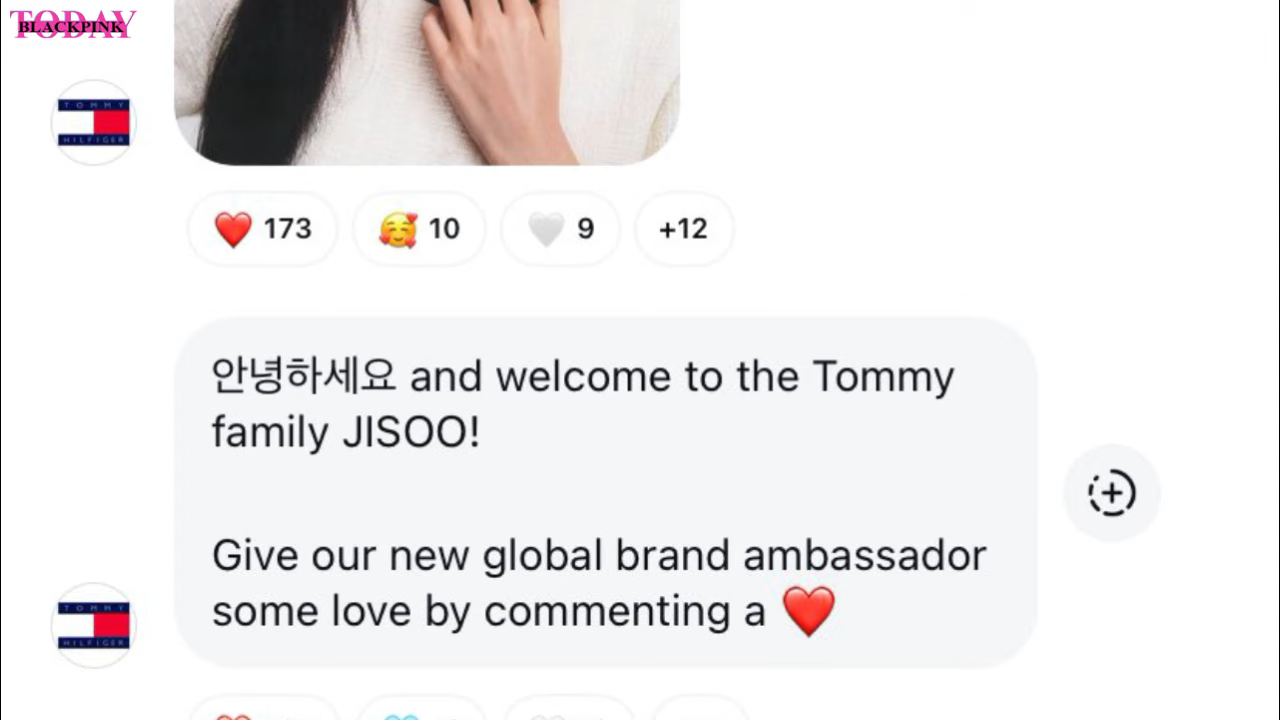 TODAY
BLACKPINK
TOMMY
HILFIGER
173
10
9
+12
안녕하세요 and welcome to the Tommy
family JISOO!
Give our new global brand ambassador
some love by commenting a ❤️
TOMMY
HILFIGER